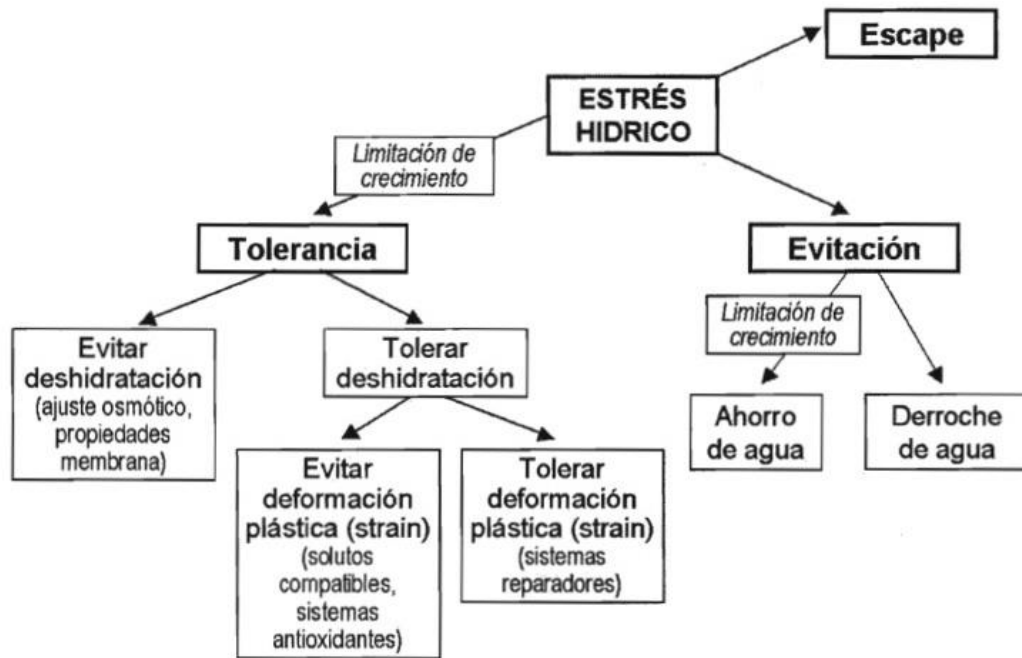 Escape
ESTRÉS
HIDRICO
Limitación de
crecimiento
Tolerancia
Evitación
Evitar
deshidratación
(ajuste osmótico,
propiedades
membrana)
Tolerar
deshidratación
Limitación de
crecimiento
Ahorro
de agua
Derroche
de agua
Evitar
deformación
plástica (strain)
(solutos
compatibles,
sistemas
antioxidantes)
Tolerar
deformación
plástica (strain)
(sistemas
reparadores)